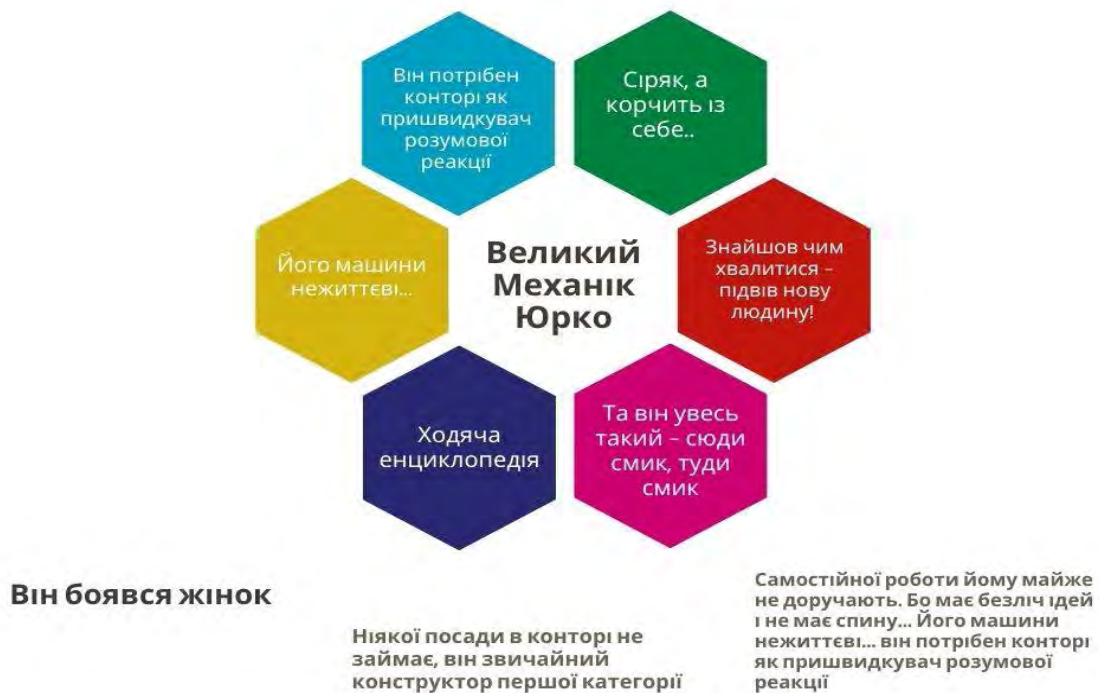 Він потрібен
конторі як
пришвидкувач
розумової
реакції
Сіряк, а
корчить із
себе..
Його машини
нежиттєві...
Великий
Механік
Юрко
Знайшов чим
хвалитися –
підвів нову
людину!
Ходяча
енциклопедія
Та він увесь
такий – сюди
смик, туди
смик
Він боявся жінок
Ніякої посади в конторі не
займає, він звичайний
конструктор першої категорії
Самостійної роботи йому майже
не доручають. Бо має безліч ідей
і не має спину... Його машини
нежиттєві... він потрібен конторі
як пришвидкувач розумової
реакції